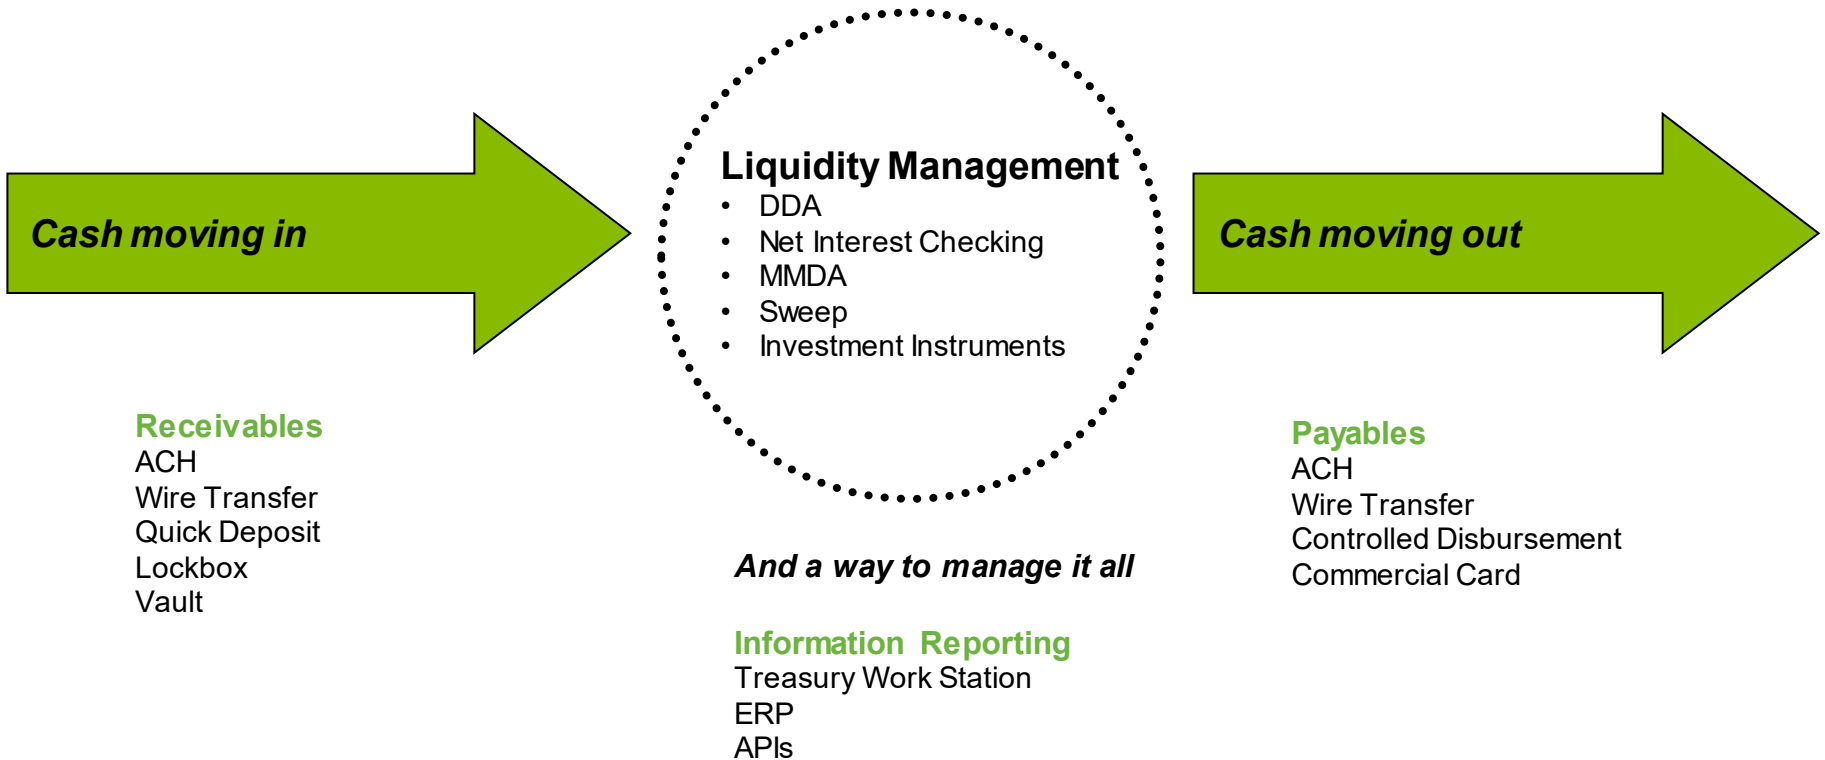 Cash moving in
Liquidity Management
• DDA
• Net Interest Checking
• MMDA
• Sweep
• Investment Instruments
Cash moving out
Receivables
ACH
Wire Transfer
Quick Deposit
Lockbox
Vault
And a way to manage it all
Information Reporting
Treasury Work Station
ERP
APIs
Payables
ACH
Wire Transfer
Controlled Disbursement
Commercial Card